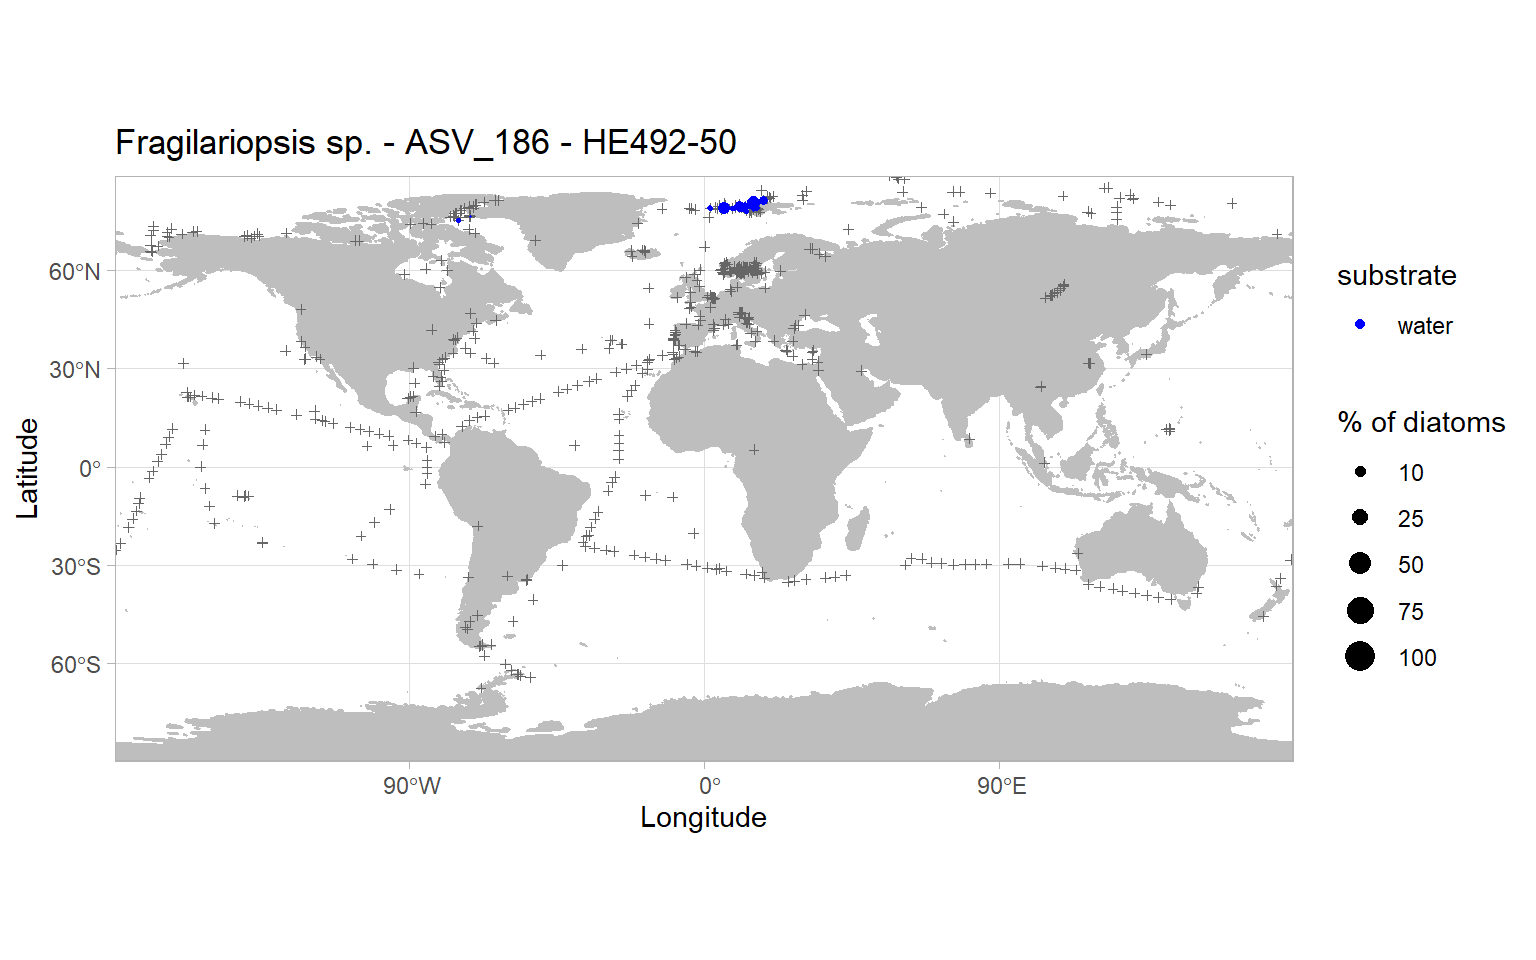 Fragilariopsis sp. - ASV_186 - HE492-50
Latitude
60°N
30°N
0°
30°S
60°S
90°W
0°
90°E
Longitude
substrate
water
% of diatoms
10
25
50
75
100